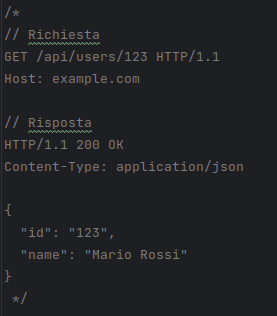 /*
// Richiesta
GET /api/users/123 HTTP/1.1
Host: example.com
// Risposta
HTTP/1.1 200 OK
Content-Type: application/json
{
"id": "123",
"name": "Mario Rossi"
}
*/